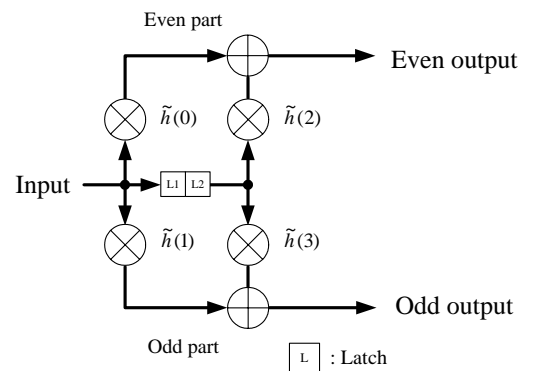 Even part
Even output
h̃(0)
h̃(2)
Input
L1 L2
h̃(1)
h̃(3)
Odd output
Odd part
L : Latch